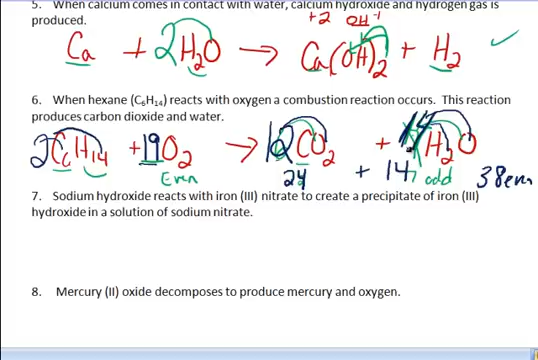 5. When calcium comes in contact with water, calcium hydroxide and hydrogen gas is
produced.
+2 OH⁻¹
Ca + 2H₂O → Ca(OH)₂ + H₂ ✓
6. When hexane (C₆H₁₄) reacts with oxygen a combustion reaction occurs. This reaction
produces carbon dioxide and water.
2C₆H₁₄ + 19O₂ → 12CO₂ + 14H₂O
Even 24 + 14 odd 38 even
7. Sodium hydroxide reacts with iron (III) nitrate to create a precipitate of iron (III)
hydroxide in a solution of sodium nitrate.
8. Mercury (II) oxide decomposes to produce mercury and oxygen.